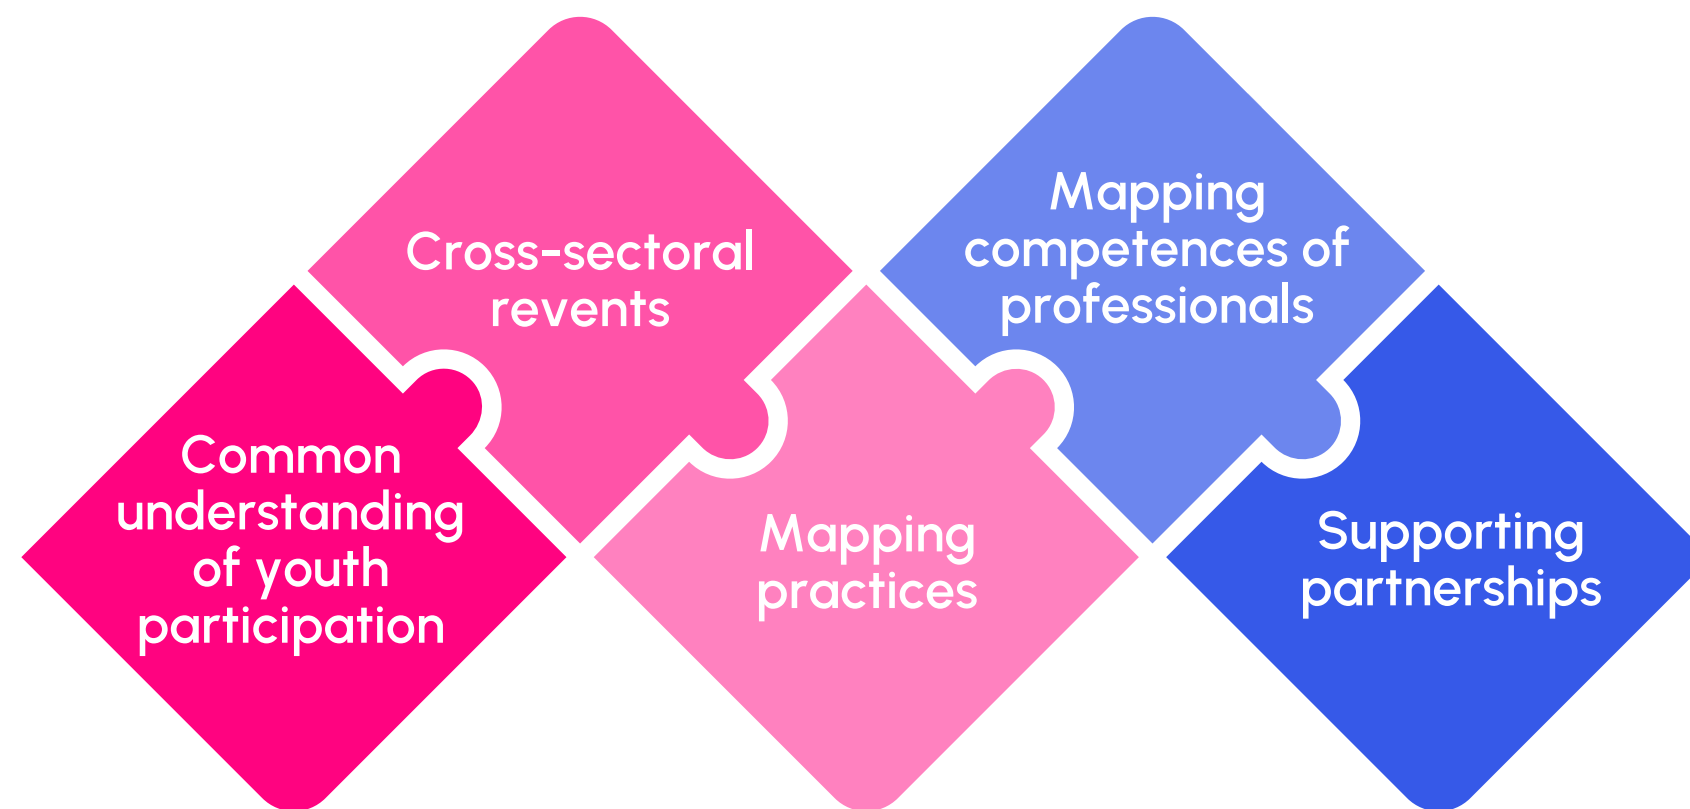 Common
understanding
of youth
participation
Cross-sectoral
revents
Mapping
practices
Mapping
competences of
professionals
Supporting
partnerships